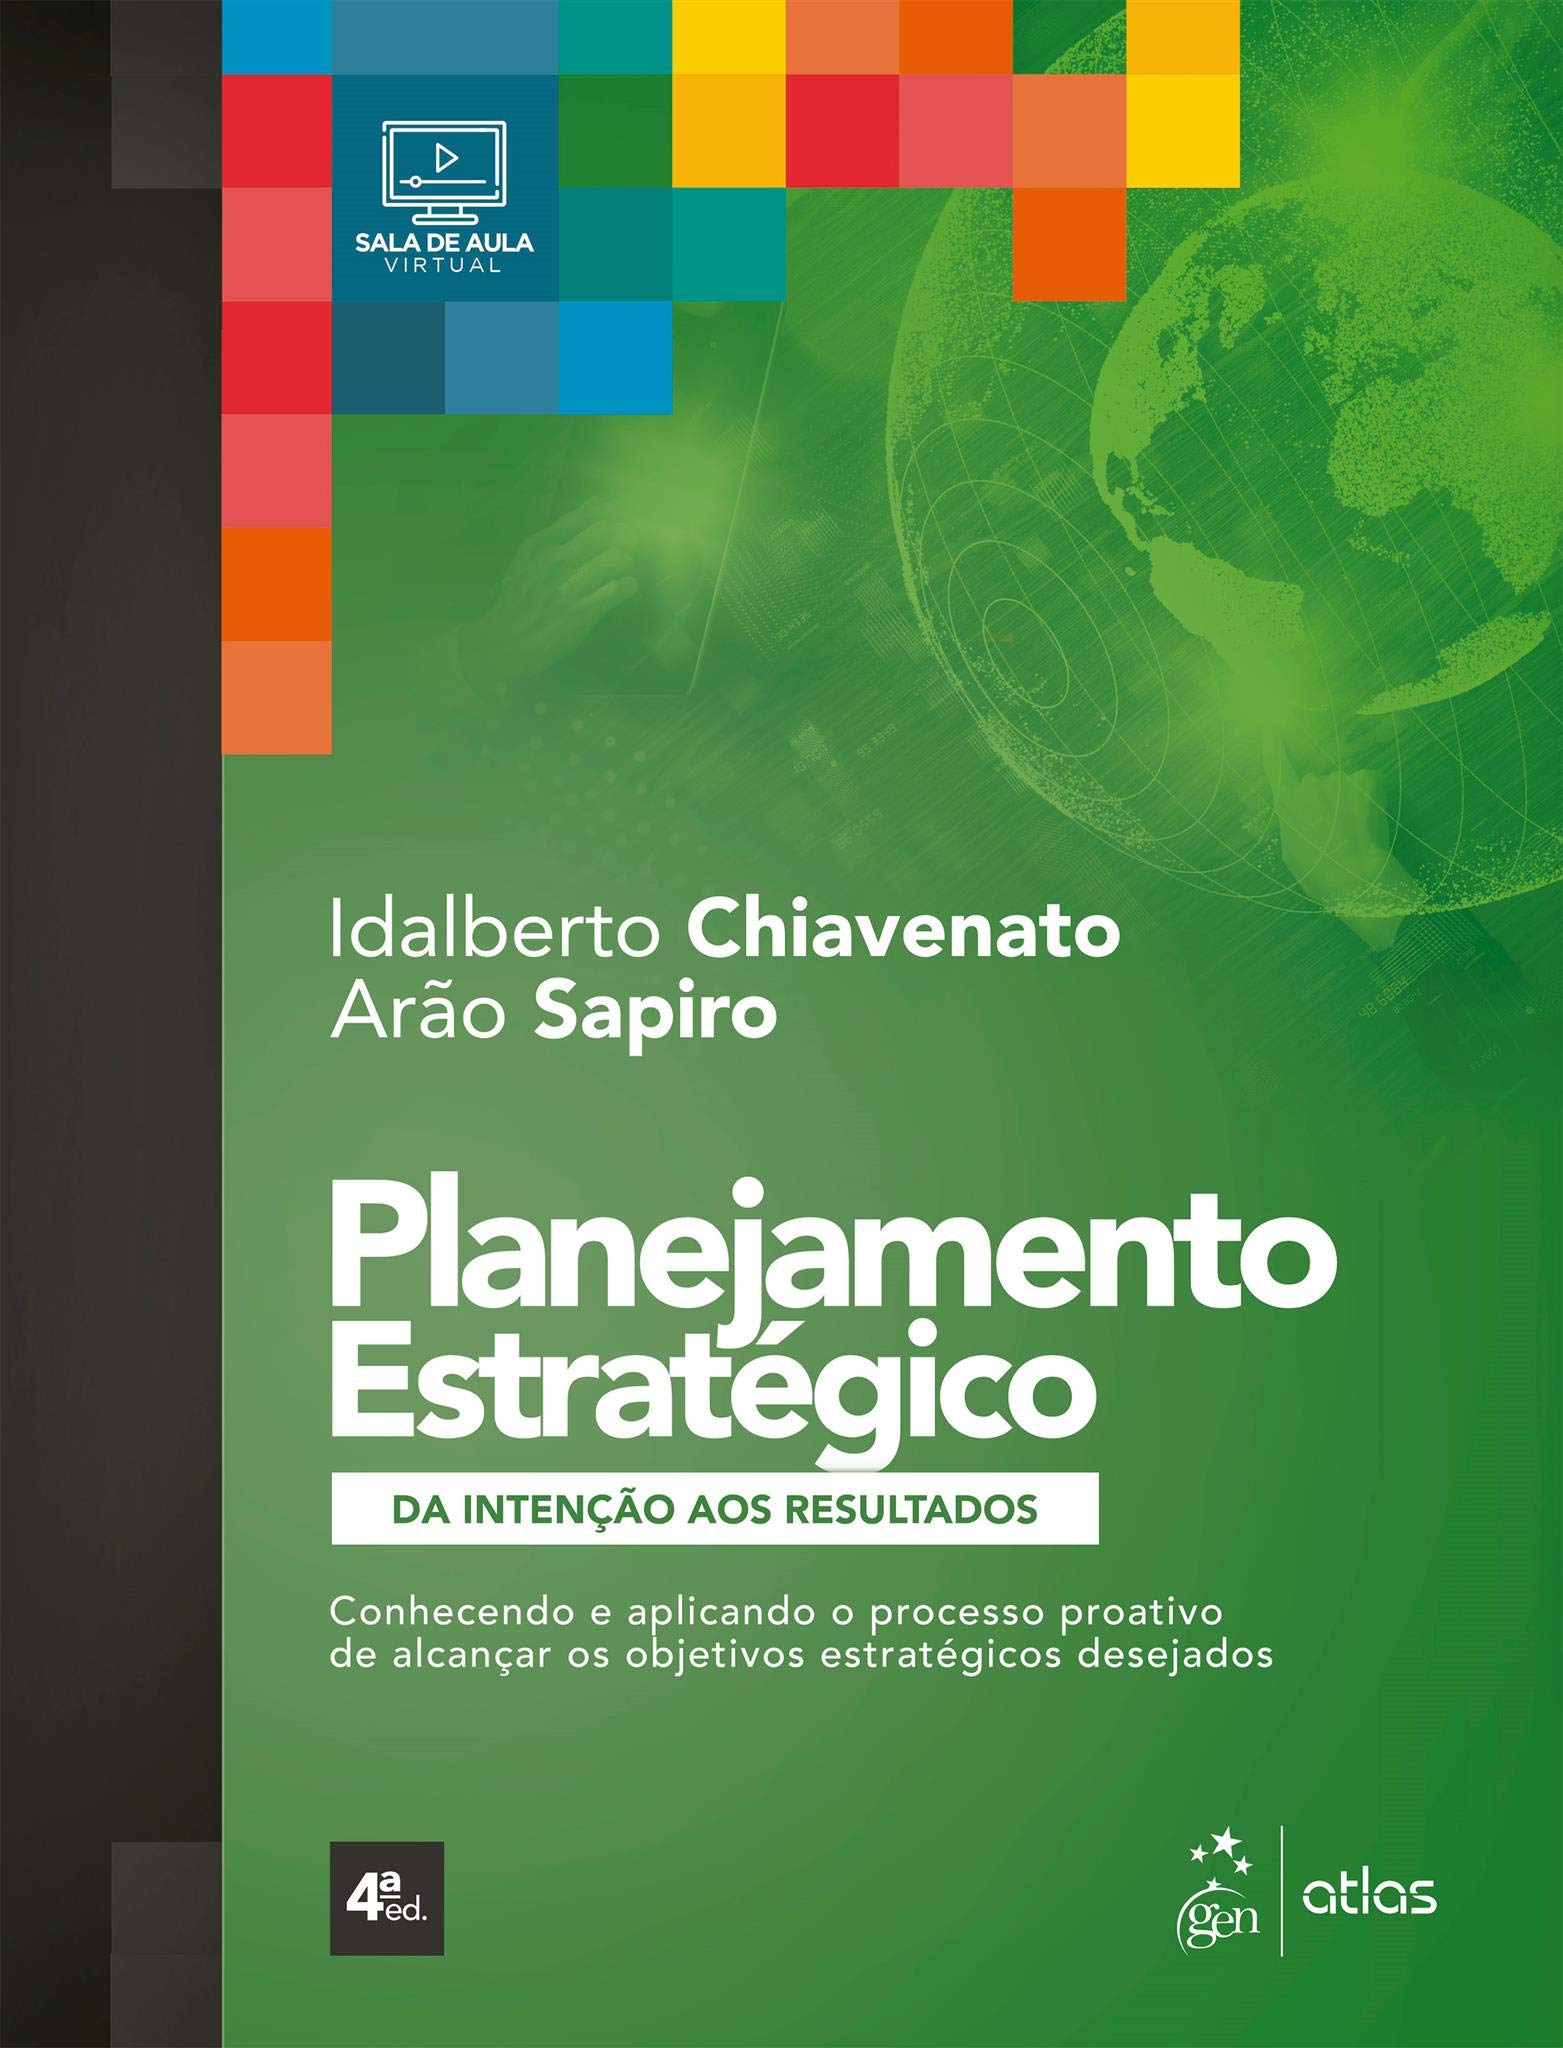 SALA DE AULA
VIRTUAL
Idalberto Chiavenato
Arão Sapiro
Planejamento
Estratégico
DA INTENÇÃO AOS RESULTADOS
Conhecendo e aplicando o processo proativo
de alcançar os objetivos estratégicos desejados
4ª ed.
gen
atlas